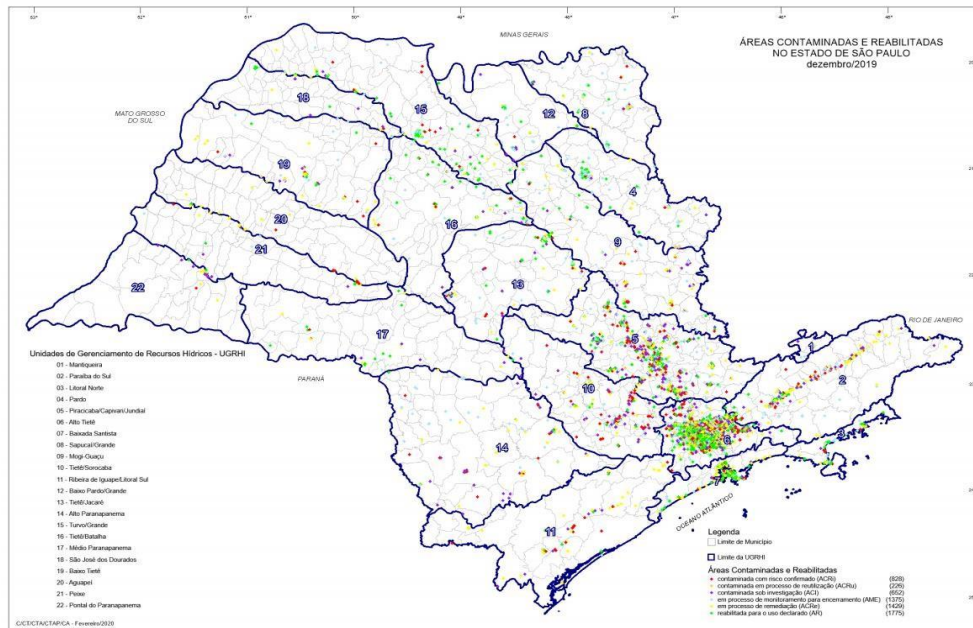 ÁREAS CONTAMINADAS E REABILITADAS
NO ESTADO DE SÃO PAULO
dezembro/2019
MINAS GERAIS
MATO GROSSO
DO SUL
RIO DE JANEIRO
PARANÁ
OCEANO ATLÂNTICO
18
15
12
8
19
4
20
16
9
21
13
22
17
5
1
2
10
6
3
14
7
11
Unidades de Gerenciamento de Recursos Hídricos - UGRHI
01 - Mantiqueira
02 - Paraíba do Sul
03 - Litoral Norte
04 - Pardo
05 - Piracicaba/Capivari/Jundiaí
06 - Alto Tietê
07 - Baixada Santista
08 - Sapucaí/Grande
09 - Mogi-Guaçu
10 - Tietê/Sorocaba
11 - Ribeira de Iguape/Litoral Sul
12 - Baixo Pardo/Grande
13 - Tietê/Jacaré
14 - Alto Paranapanema
15 - Turvo/Grande
16 - Tietê/Batalha
17 - Médio Paranapanema
18 - São José dos Dourados
19 - Baixo Tietê
20 - Aguapeí
21 - Peixe
22 - Pontal do Paranapanema
Legenda
Limite de Município
Limite da UGRHI
Áreas Contaminadas e Reabilitadas
contaminada com risco confirmado (ACRi) (828)
contaminada em processo de reutilização (ACRu) (226)
contaminada sob investigação (ACI) (652)
em processo de monitoramento para encerramento (AME) (1375)
em processo de remediação (ACRe) (1429)
reabilitada para o uso declarado (AR) (1775)
C/CT/CTA/CTAP/CA - Fevereiro/2020